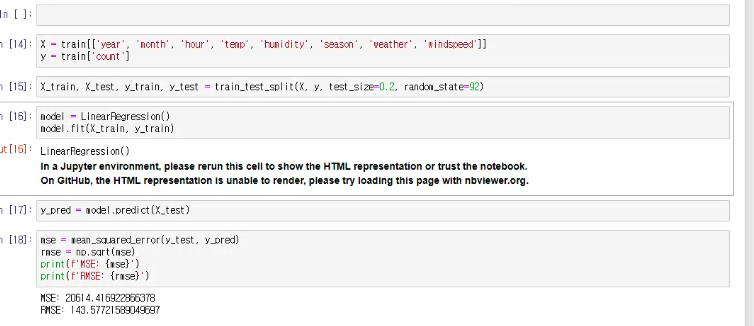 In [ ]:
n [14]: X = train[['year', 'month', 'hour', 'temp', 'humidity', 'season', 'weather', 'windspeed']]
y = train['count']
n [15]: X_train, X_test, y_train, y_test = train_test_split(X, y, test_size=0.2, random_state=92)
n [16]: model = LinearRegression()
model.fit(X_train, y_train)
ut[16]: LinearRegression()
In a Jupyter environment, please rerun this cell to show the HTML representation or trust the notebook.
On GitHub, the HTML representation is unable to render, please try loading this page with nbviewer.org.
n [17]: y_pred = model.predict(X_test)
n [18]: mse = mean_squared_error(y_test, y_pred)
rmse = np.sqrt(mse)
print(f'MSE: {mse}')
print(f'RMSE: {rmse}')
MSE: 20614.416922866378
RMSE: 143.57721589049697